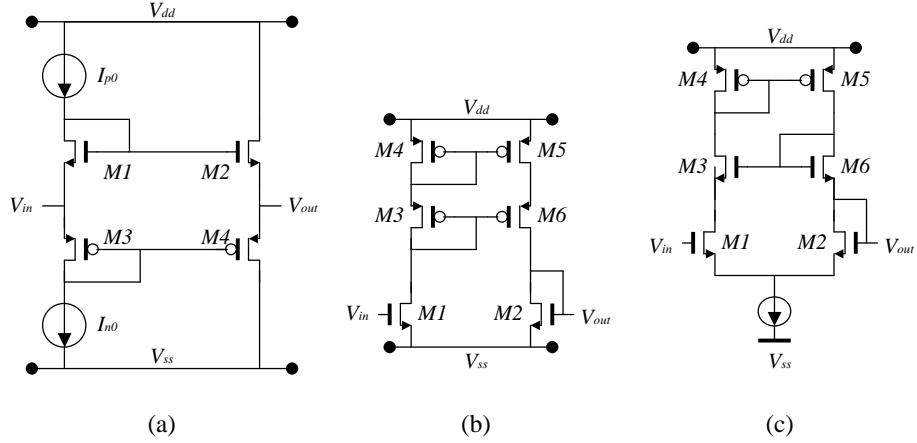 Vdd
Ip0
M1
M2
Vin
Vout
M3
M4
In0
Vss
(a)
Vdd
M4
M5
M3
M6
Vin
M1
M2
Vout
Vss
(b)
Vdd
M4
M5
M3
M6
Vin
M1
M2
Vout
Vss
(c)